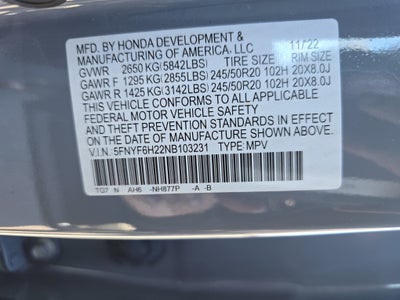 MFD. BY HONDA DEVELOPMENT &
MANUFACTURING OF AMERICA, LLC 11/22
GVWR 2650 KG(5842LBS) TIRE SIZE RIM SIZE
GAWR F 1295 KG(2855LBS) 245/50R20 102H 20X8.0J
GAWR R 1425 KG(3142LBS) 245/50R20 102H 20X8.0J
THIS VEHICLE CONFORMS TO ALL APPLICABLE
FEDERAL MOTOR VEHICLE SAFETY STANDARDS
IN EFFECT ON THE DATE OF MANUFACTURE SHOWN ABOVE.
V.I.N. 5FNYF6H22NB103231 TYPE: MPV
TG7 N AH6 -NH877P -A -B